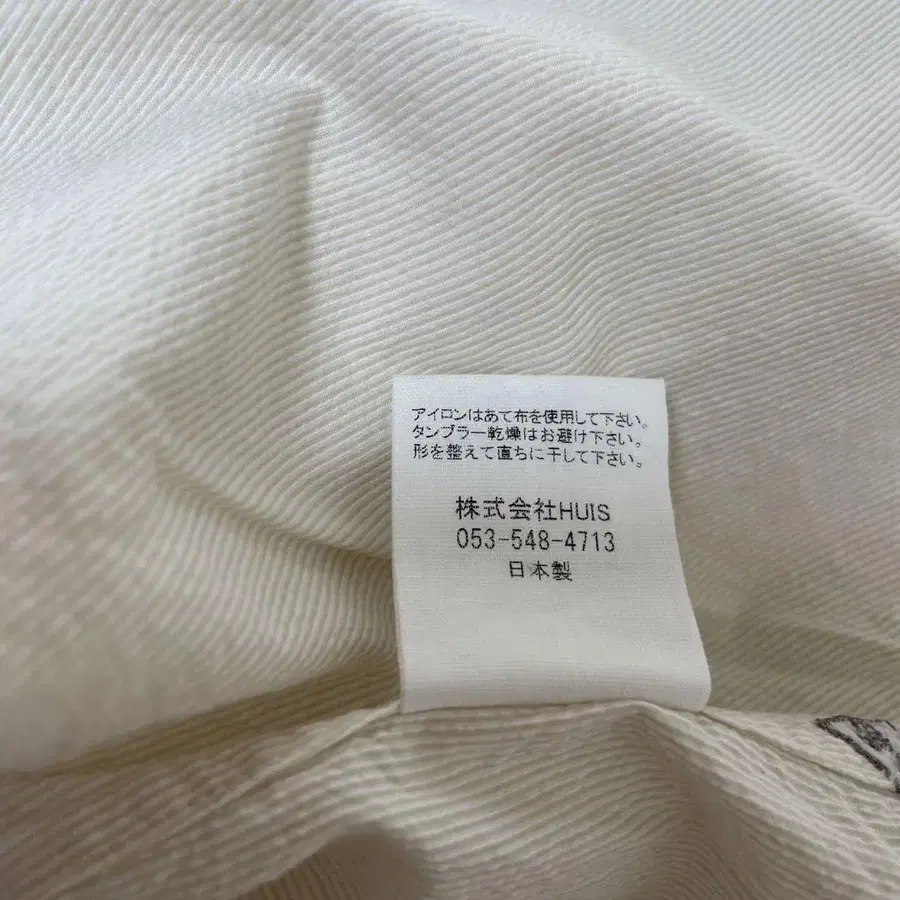 アイロンはあて布を使用して下さい。
タンブラー乾燥はお避け下さい。
形を整えて直ちに干して下さい。
株式会社HUIS
053-548-4713
日本製